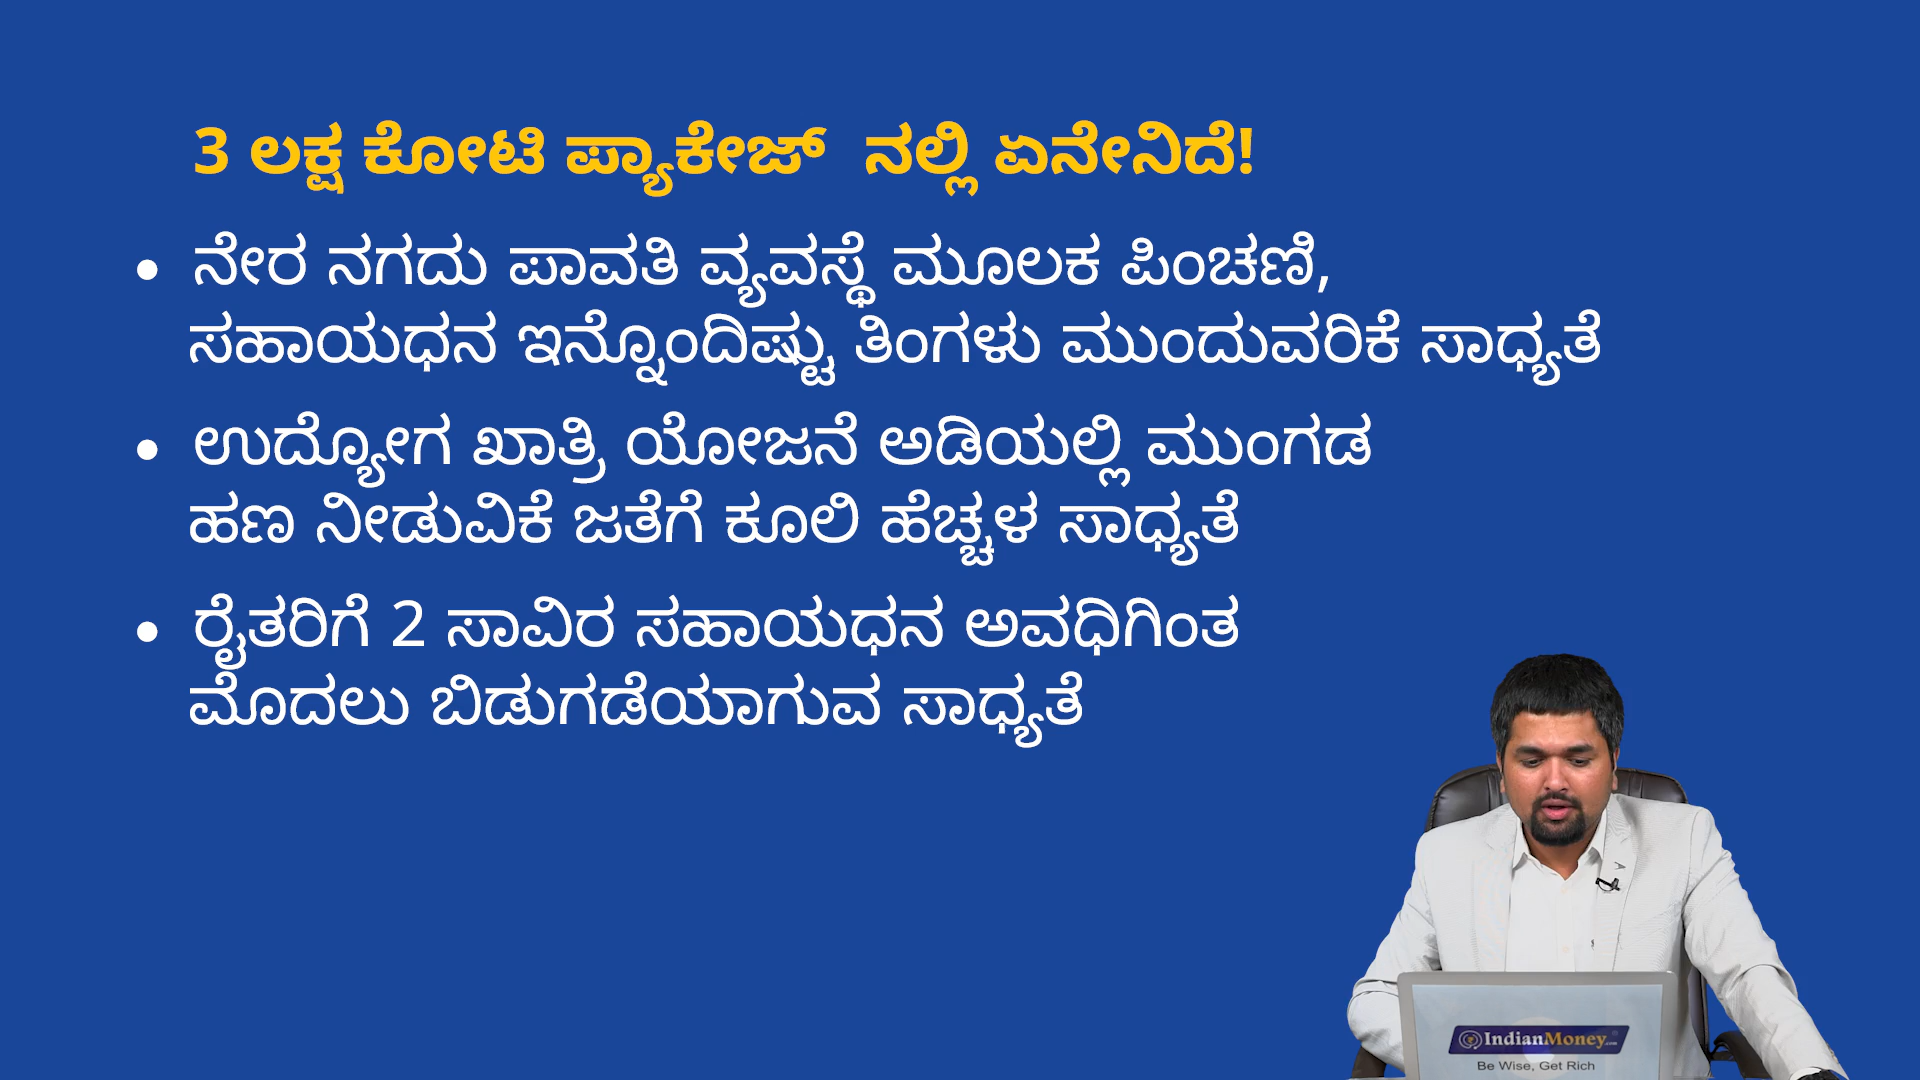 3 ಲಕ್ಷ ಕೋಟಿ ಪ್ಯಾಕೇಜ್ ನಲ್ಲಿ ಏನೇನಿದೆ!
• ನೇರ ನಗದು ಪಾವತಿ ವ್ಯವಸ್ಥೆ ಮೂಲಕ ಪಿಂಚಣಿ,
ಸಹಾಯಧನ ಇನ್ನೊಂದಿಷ್ಟು ತಿಂಗಳು ಮುಂದುವರಿಕೆ ಸಾಧ್ಯತೆ
• ಉದ್ಯೋಗ ಖಾತ್ರಿ ಯೋಜನೆ ಅಡಿಯಲ್ಲಿ ಮುಂಗಡ
ಹಣ ನೀಡುವಿಕೆ ಜತೆಗೆ ಕೂಲಿ ಹೆಚ್ಚಳ ಸಾಧ್ಯತೆ
• ರೈತರಿಗೆ 2 ಸಾವಿರ ಸಹಾಯಧನ ಅವಧಿಗಿಂತ
ಮೊದಲು ಬಿಡುಗಡೆಯಾಗುವ ಸಾಧ್ಯತೆ
IndianMoney.com
Be Wise, Get Rich